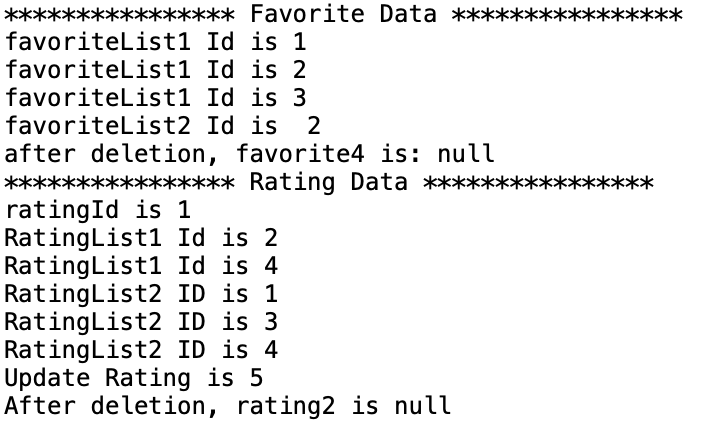 **************** Favorite Data ****************
favoriteList1 Id is 1
favoriteList1 Id is 2
favoriteList1 Id is 3
favoriteList2 Id is  2
after deletion, favorite4 is: null
**************** Rating Data ****************
ratingId is 1
RatingList1 Id is 2
RatingList1 Id is 4
RatingList2 ID is 1
RatingList2 ID is 3
RatingList2 ID is 4
Update Rating is 5
After deletion, rating2 is null